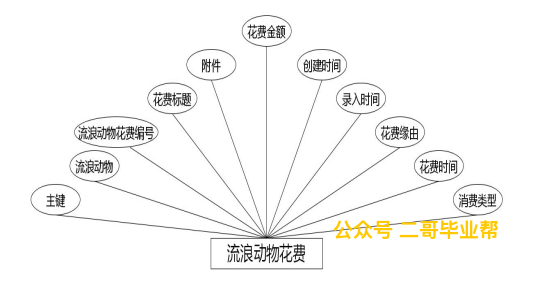 花费金额
附件
创建时间
花费标题
录入时间
流浪动物花费编号
花费缘由
流浪动物
花费时间
主键
消费类型
公众号 二哥毕业帮
流浪动物花费